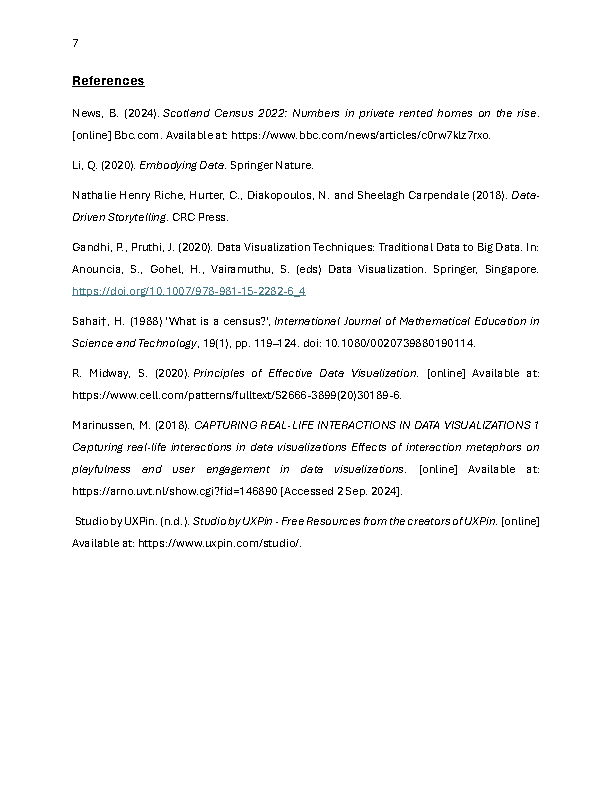 7
References
News, B. (2024). Scotland Census 2022: Numbers in private rented homes on the rise.
[online] Bbc.com. Available at: https://www.bbc.com/news/articles/c0rw7klz7rxo.
Li, Q. (2020). Embodying Data. Springer Nature.
Nathalie Henry Riche, Hurter, C., Diakopoulos, N. and Sheelagh Carpendale (2018). Data-
Driven Storytelling. CRC Press.
Gandhi, P., Pruthi, J. (2020). Data Visualization Techniques: Traditional Data to Big Data. In:
Anouncia, S., Gohel, H., Vairamuthu, S. (eds) Data Visualization. Springer, Singapore.
https://doi.org/10.1007/978-981-15-2282-6_4
Sahai†, H. (1988) 'What is a census?', International Journal of Mathematical Education in
Science and Technology, 19(1), pp. 119–124. doi: 10.1080/0020739880190114.
R. Midway, S. (2020). Principles of Effective Data Visualization. [online] Available at:
https://www.cell.com/patterns/fulltext/S2666-3899(20)30189-6.
Marinussen, M. (2018). CAPTURING REAL-LIFE INTERACTIONS IN DATA VISUALIZATIONS 1
Capturing real-life interactions in data visualizations Effects of interaction metaphors on
playfulness and user engagement in data visualizations. [online] Available at:
https://arno.uvt.nl/show.cgi?fid=146890 [Accessed 2 Sep. 2024].
Studio by UXPin. (n.d.). Studio by UXPin - Free Resources from the creators of UXPin. [online]
Available at: https://www.uxpin.com/studio/.